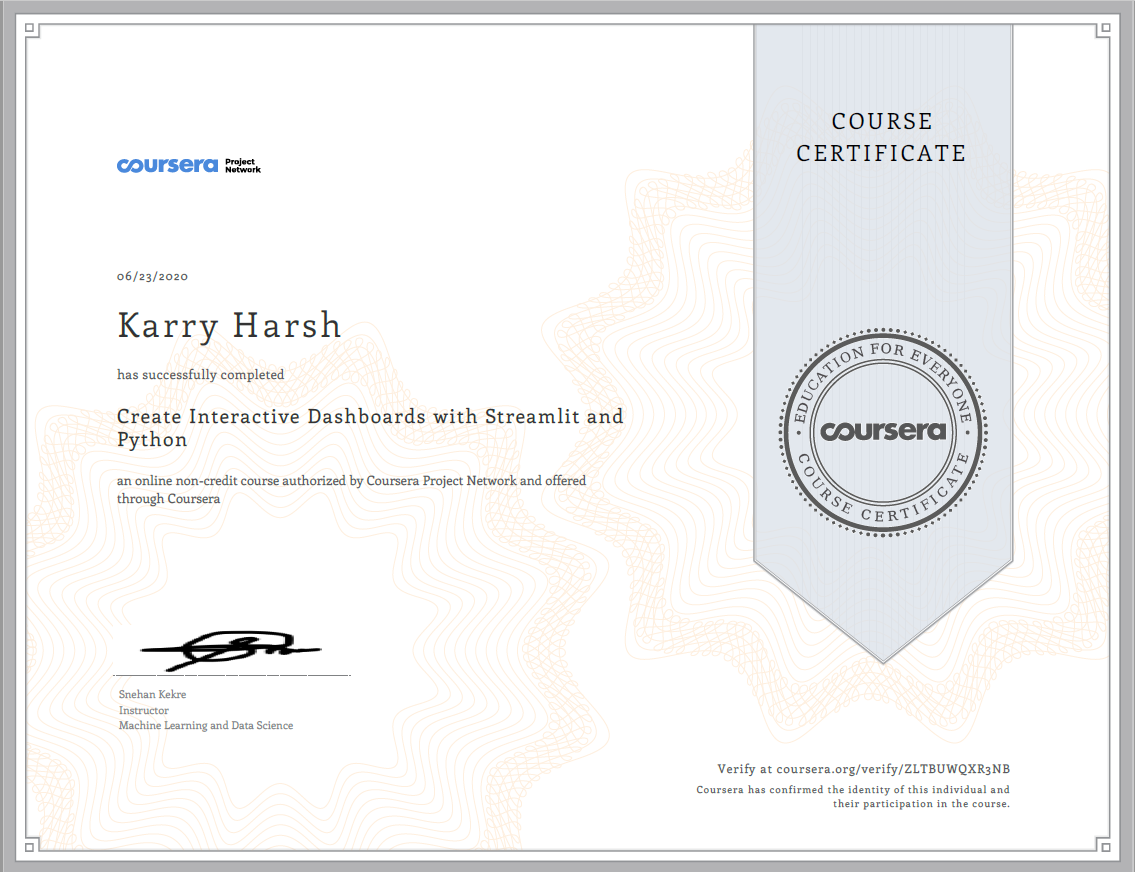 COURSE
CERTIFICATE
coursera Project
Network
06/23/2020
Karry Harsh
has successfully completed
Create Interactive Dashboards with Streamlit and
Python
an online non-credit course authorized by Coursera Project Network and offered
through Coursera
EDUCATION FOR EVERYONE
coursera
COURSE CERTIFICATE
Snehan Kekre
Instructor
Machine Learning and Data Science
Verify at coursera.org/verify/ZLTBUWQXR3NB
Coursera has confirmed the identity of this individual and
their participation in the course.